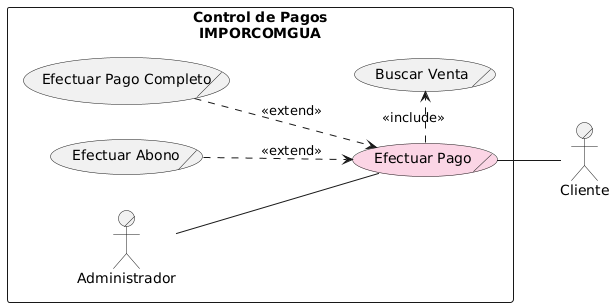 Control de Pagos
IMPORCOMGUA
Efectuar Pago Completo
Buscar Venta
«extend»
«include»
Efectuar Abono
«extend»
Efectuar Pago
Cliente
Administrador